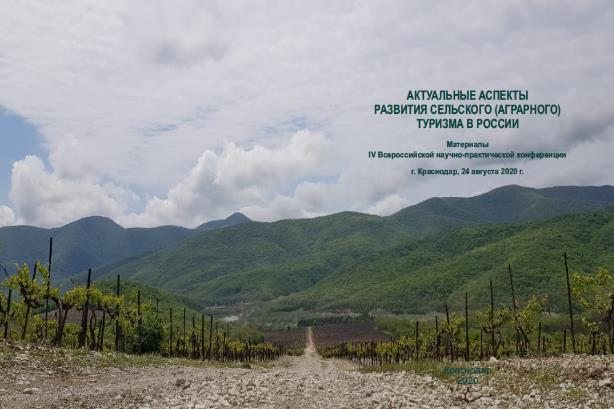 АКТУАЛЬНЫЕ АСПЕКТЫ
РАЗВИТИЯ СЕЛЬСКОГО (АГРАРНОГО)
ТУРИЗМА В РОССИИ
Материалы
IV Всероссийской научно-практической конференции
г. Краснодар, 24 августа 2020 г.
Краснодар
2020